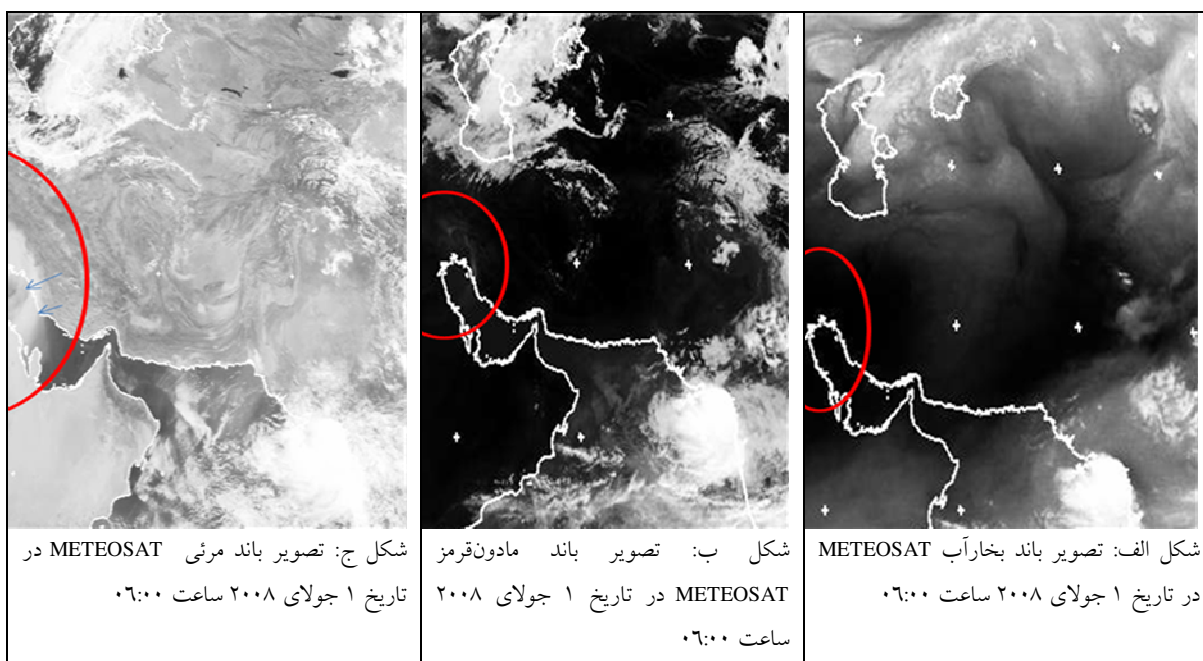 شکل الف: تصویر باند بخارآب METEOSAT
در تاریخ ۱ جولای ۲۰۰۸ ساعت ۰۶:۰۰
شکل ب: تصویر باند مادون‌قرمز
METEOSAT در تاریخ ۱ جولای ۲۰۰۸
ساعت ۰۶:۰۰
شکل ج: تصویر باند مرئی METEOSAT در
تاریخ ۱ جولای ۲۰۰۸ ساعت ۰۶:۰۰